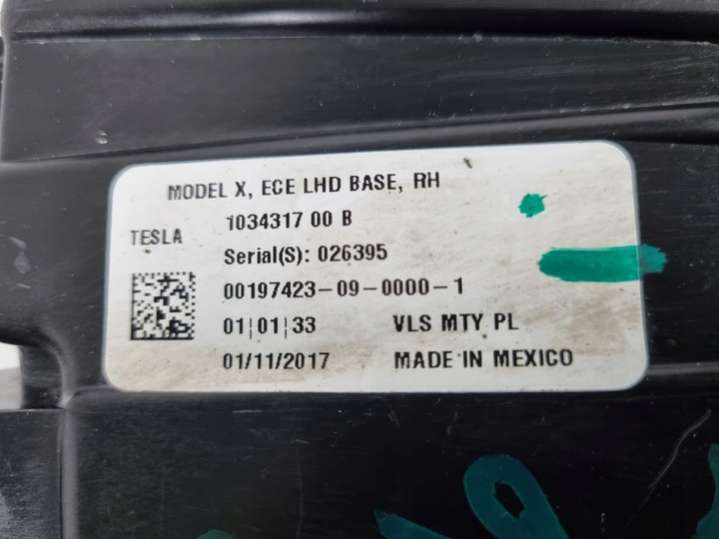 MODEL X, ECE LHD BASE, RH
1034317 00 B
TESLA
Serial(S): 026395
00197423-09-0000-1
01|01|33 VLS MTY PL
01/11/2017 MADE IN MEXICO